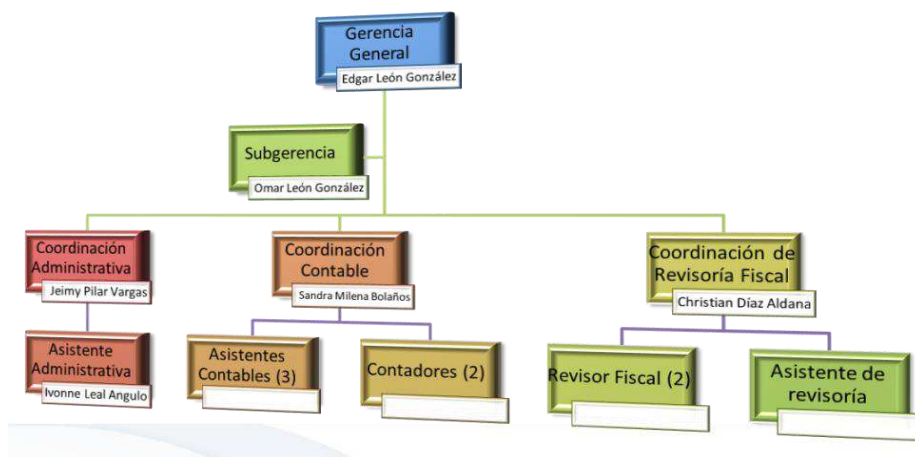 Gerencia
General
Edgar León González
Subgerencia
Omar León González
Coordinación
Administrativa
Jeimy Pilar Vargas
Coordinación
Contable
Sandra Milena Bolaños
Coordinación de
Revisoría Fiscal
Christian Díaz Aldana
Asistente
Administrativa
Ivonne Leal Angulo
Asistentes
Contables (3)
Contadores (2)
Revisor Fiscal (2)
Asistente de
revisoría